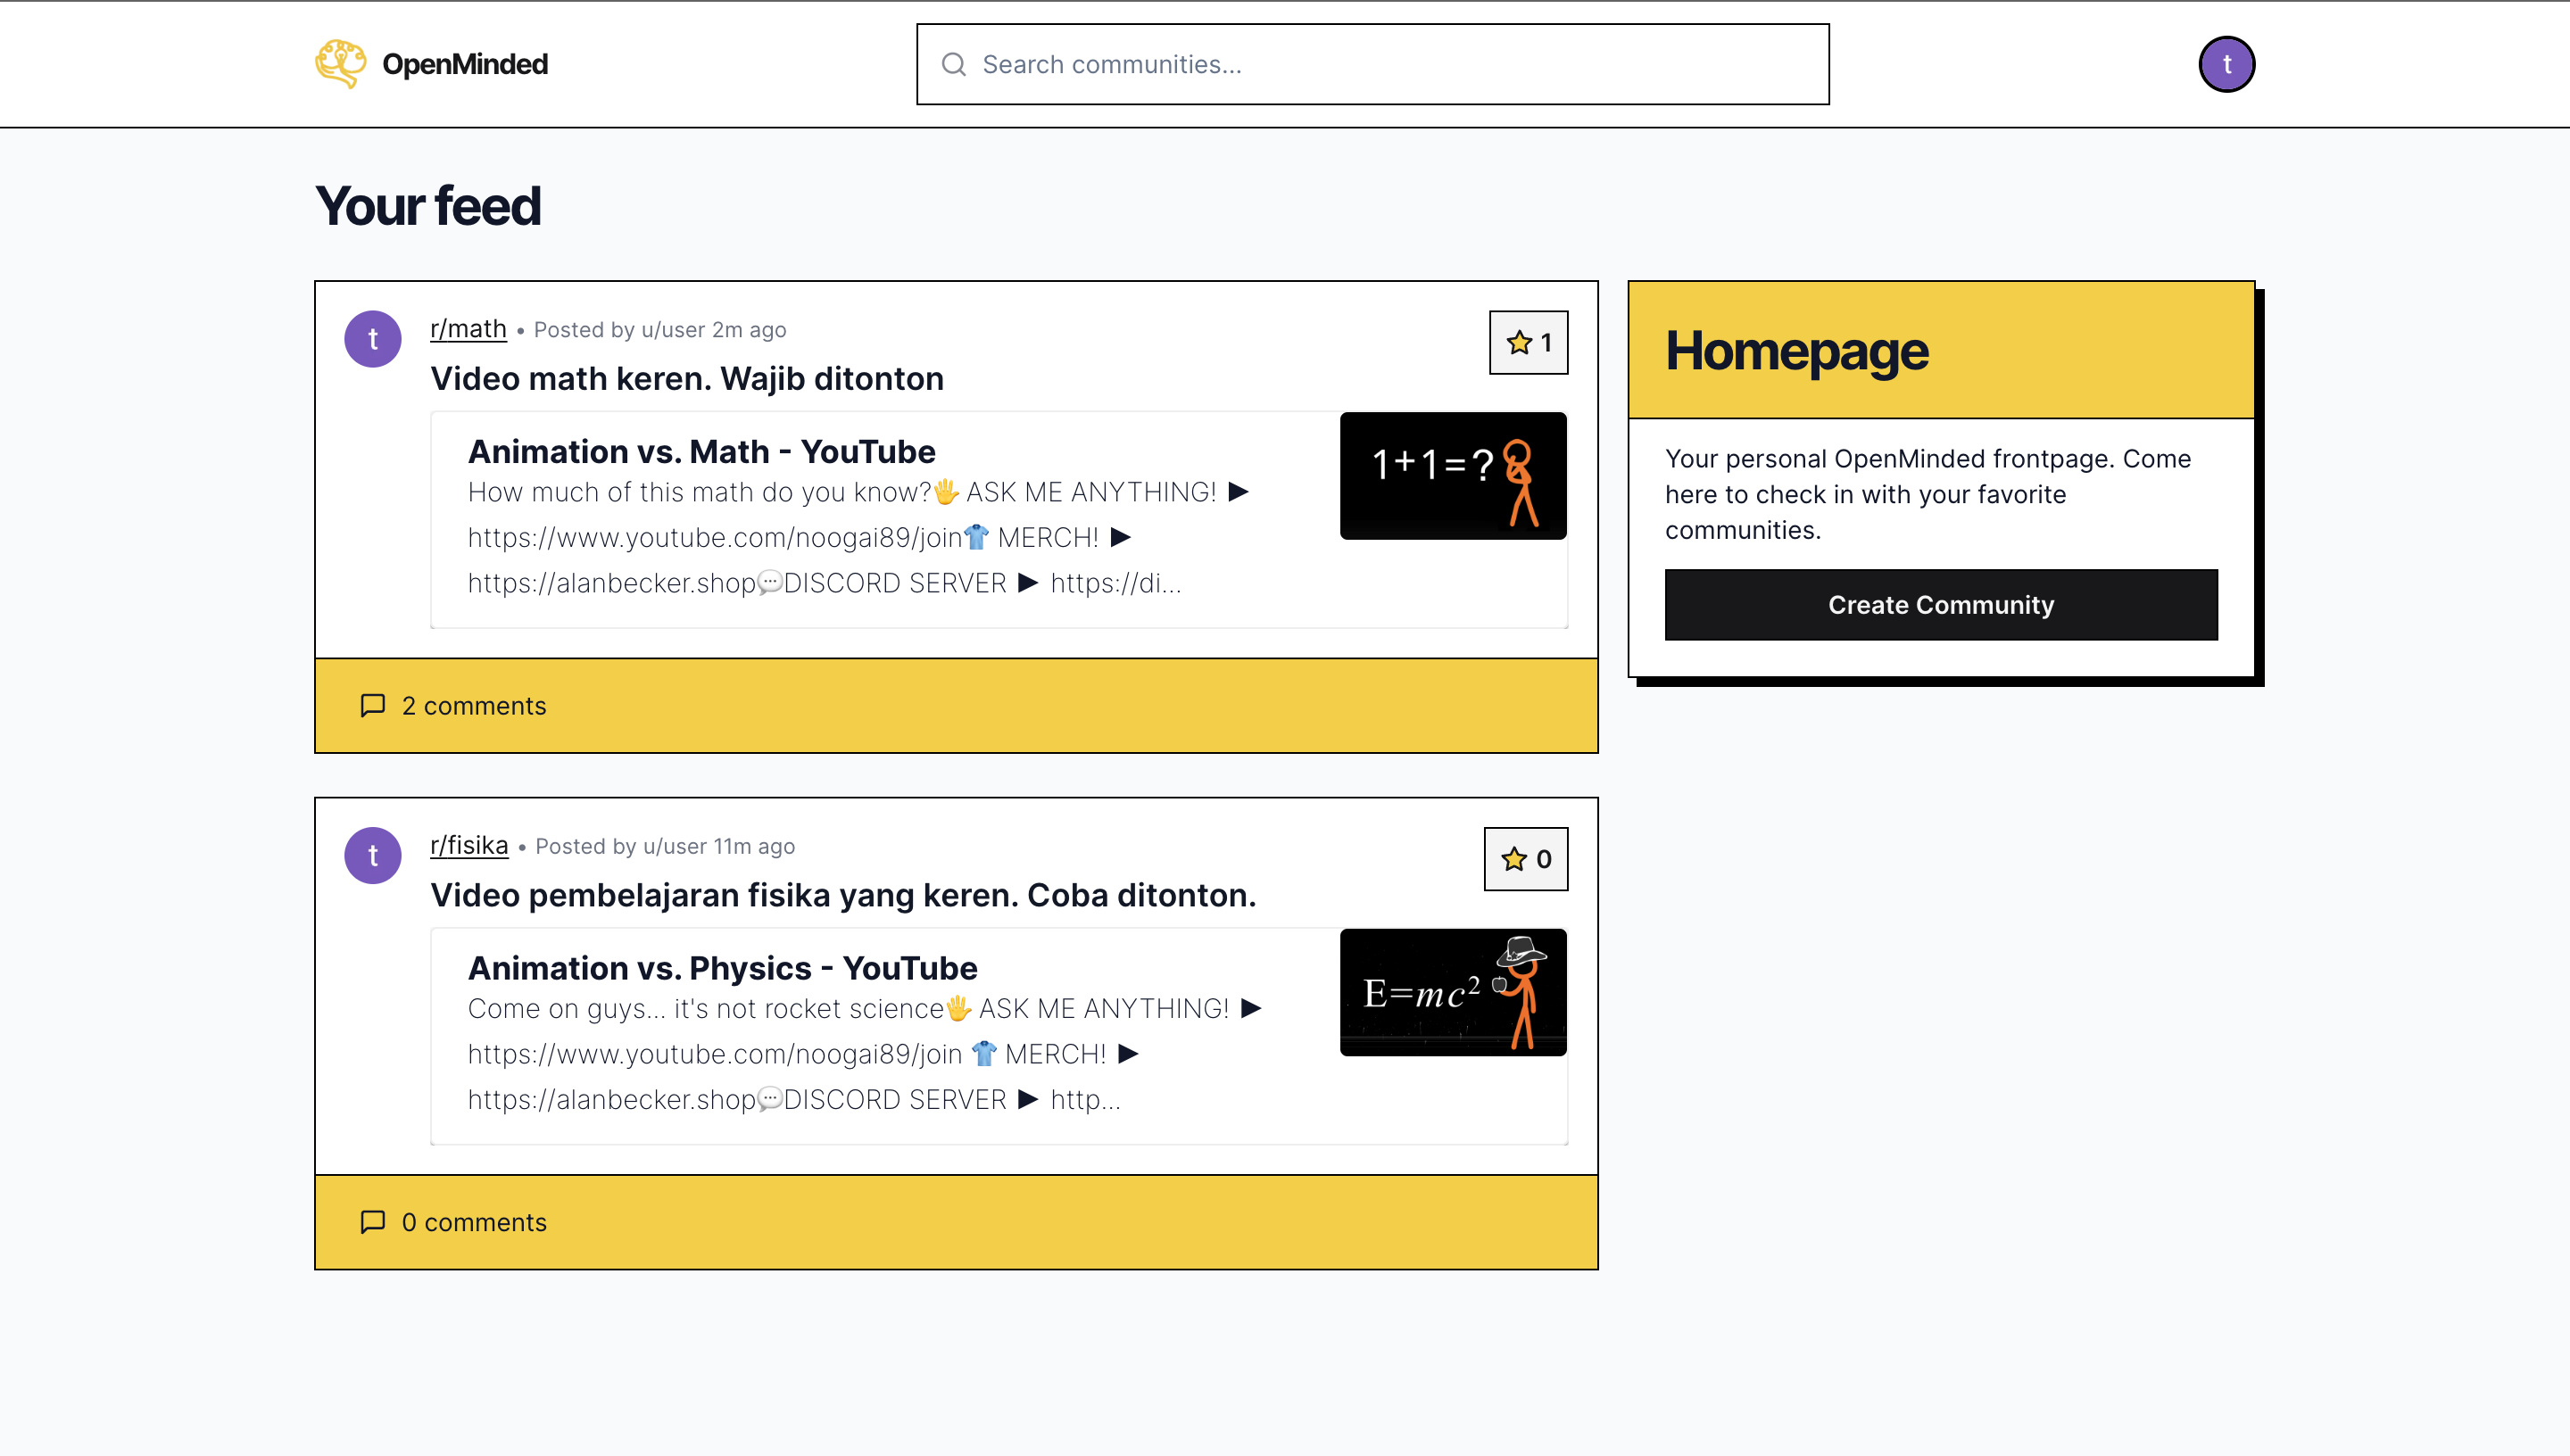 OpenMinded
Search communities...
t
Your feed
t
r/math • Posted by u/user 2m ago
1
Video math keren. Wajib ditonton
Animation vs. Math - YouTube
How much of this math do you know?🖐 ASK ME ANYTHING! ▶
https://www.youtube.com/noogai89/join👕 MERCH! ▶
https://alanbecker.shop💬DISCORD SERVER ▶ https://di...
1+1=?
2 comments
t
r/fisika • Posted by u/user 11m ago
0
Video pembelajaran fisika yang keren. Coba ditonton.
Animation vs. Physics - YouTube
Come on guys... it's not rocket science🖐 ASK ME ANYTHING! ▶
https://www.youtube.com/noogai89/join 👕 MERCH! ▶
https://alanbecker.shop💬DISCORD SERVER ▶ http...
E=mc²
0 comments
Homepage
Your personal OpenMinded frontpage. Come
here to check in with your favorite
communities.
Create Community